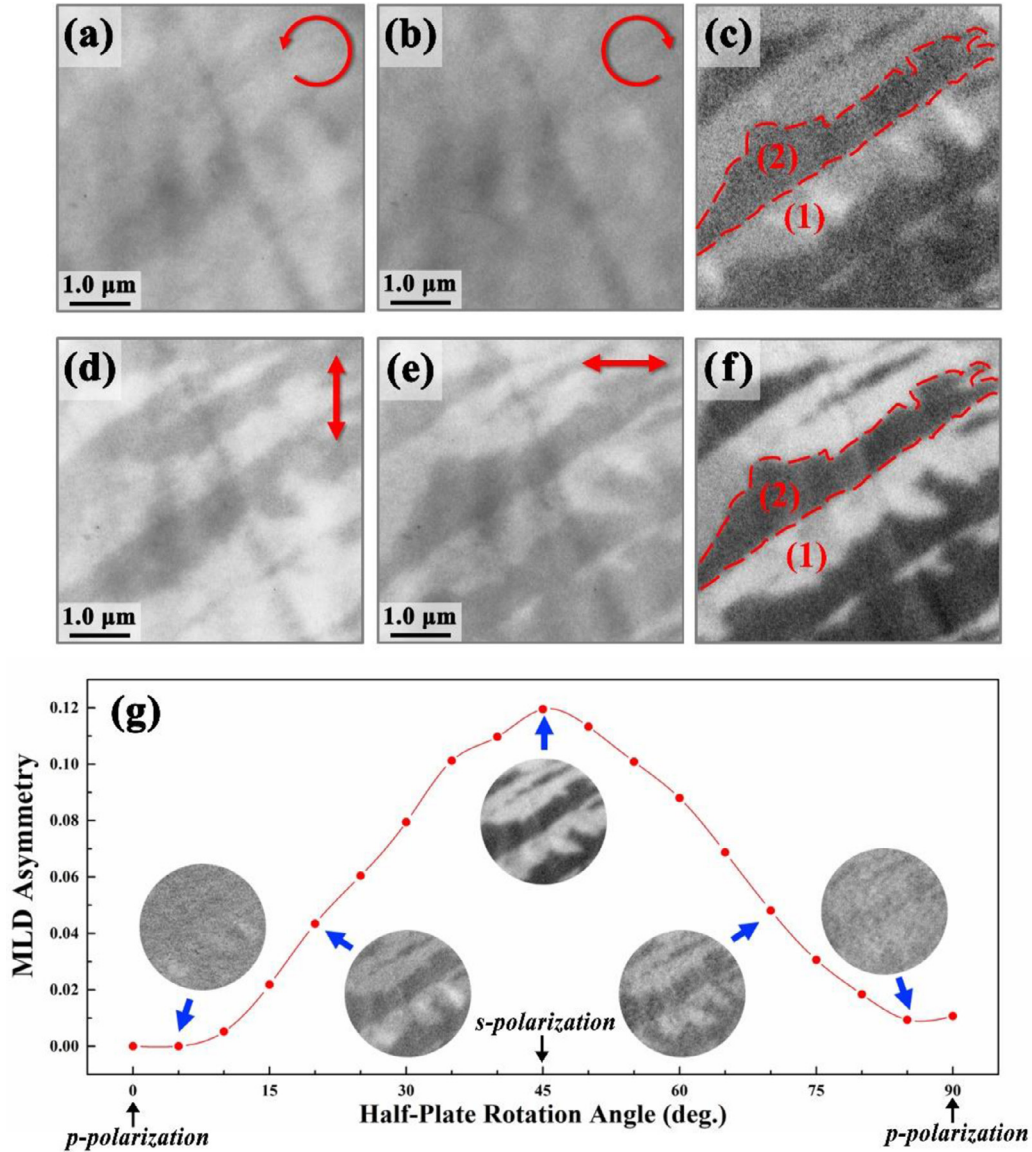 (a)
(b)
(c)
1.0 μm
1.0 μm
(2)
(1)
(d)
(e)
(f)
1.0 μm
1.0 μm
(2)
(1)
(g)
MLD Asymmetry
0.12
0.10
0.08
0.06
0.04
0.02
0.00
s-polarization
0 15 30 45 60 75 90
Half-Plate Rotation Angle (deg.)
p-polarization
p-polarization